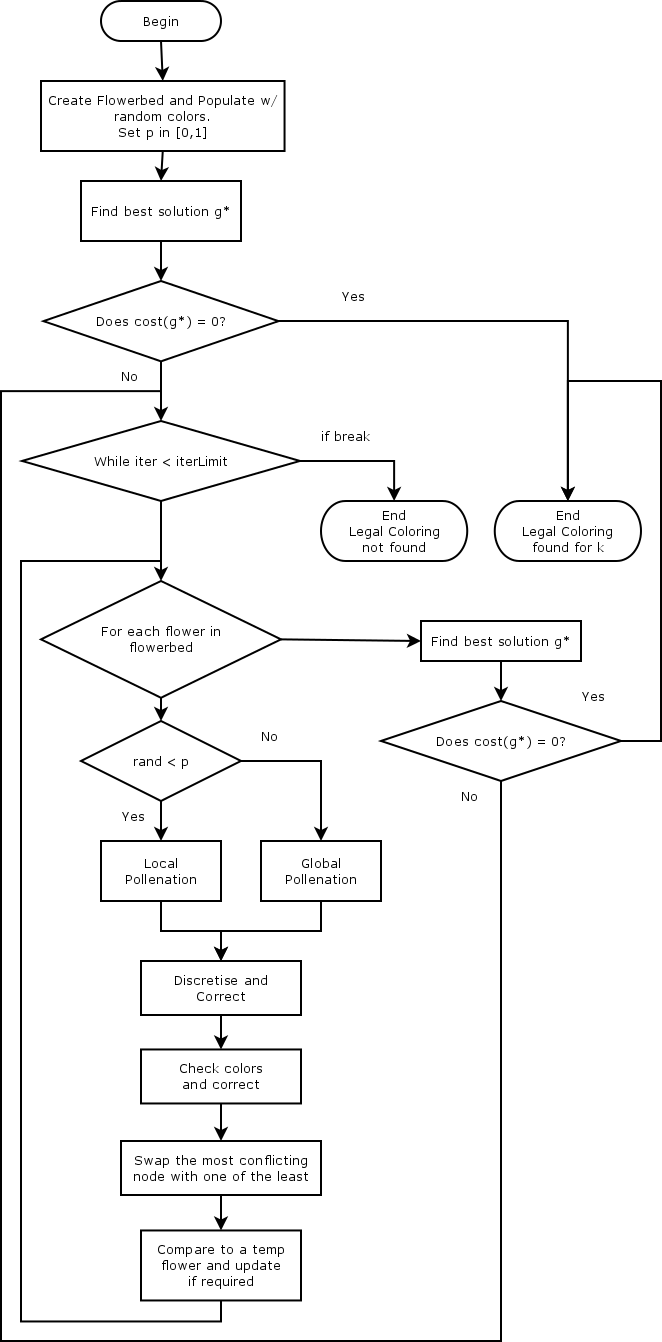 Begin
Create Flowerbed and Populate w/
random colors.
Set p in [0,1]
Find best solution g*
Does cost(g*) = 0?
Yes
No
While iter < iterLimit
if break
End
Legal Coloring
not found
End
Legal Coloring
found for k
For each flower in
flowerbed
Find best solution g*
Does cost(g*) = 0?
Yes
No
rand < p
No
Yes
Local
Pollenation
Global
Pollenation
Discretise and
Correct
Check colors
and correct
Swap the most conflicting
node with one of the least
Compare to a temp
flower and update
if required